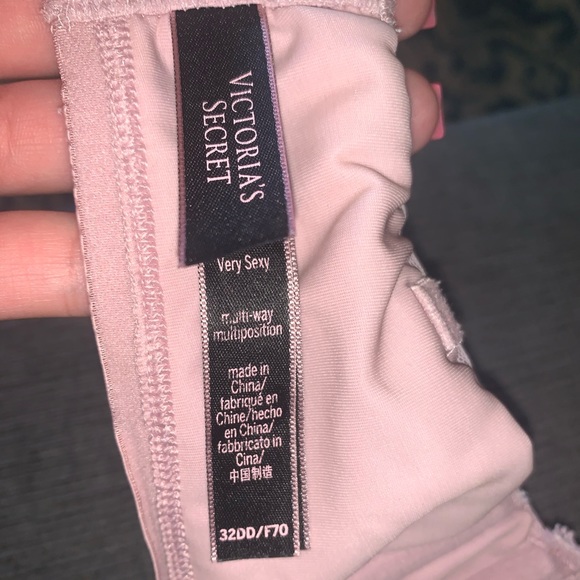 VICTORIA'S
SECRET
Very Sexy
multi-way
multiposition
made in
China/
fabriqué en
Chine/hecho
en China/
fabbricato in
Cina/
中国制造
32DD/F70